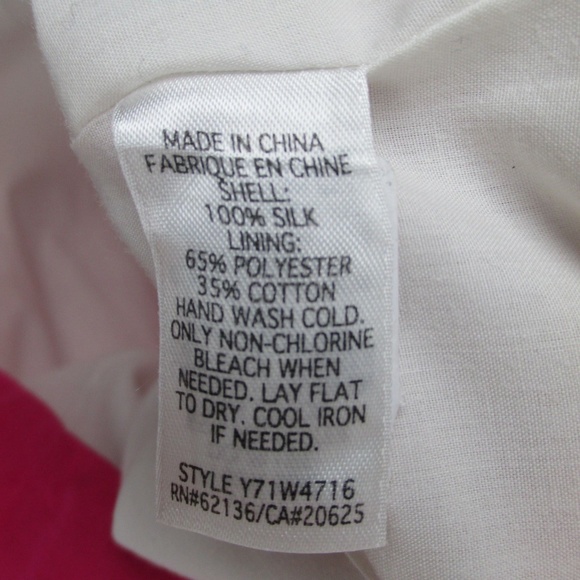 MADE IN CHINA
FABRIQUE EN CHINE
SHELL:
100% SILK
LINING:
65% POLYESTER
35% COTTON
HAND WASH COLD.
ONLY NON-CHLORINE
BLEACH WHEN
NEEDED. LAY FLAT
TO DRY. COOL IRON
IF NEEDED.
STYLE Y71W4716
RN#62136/CA#20625